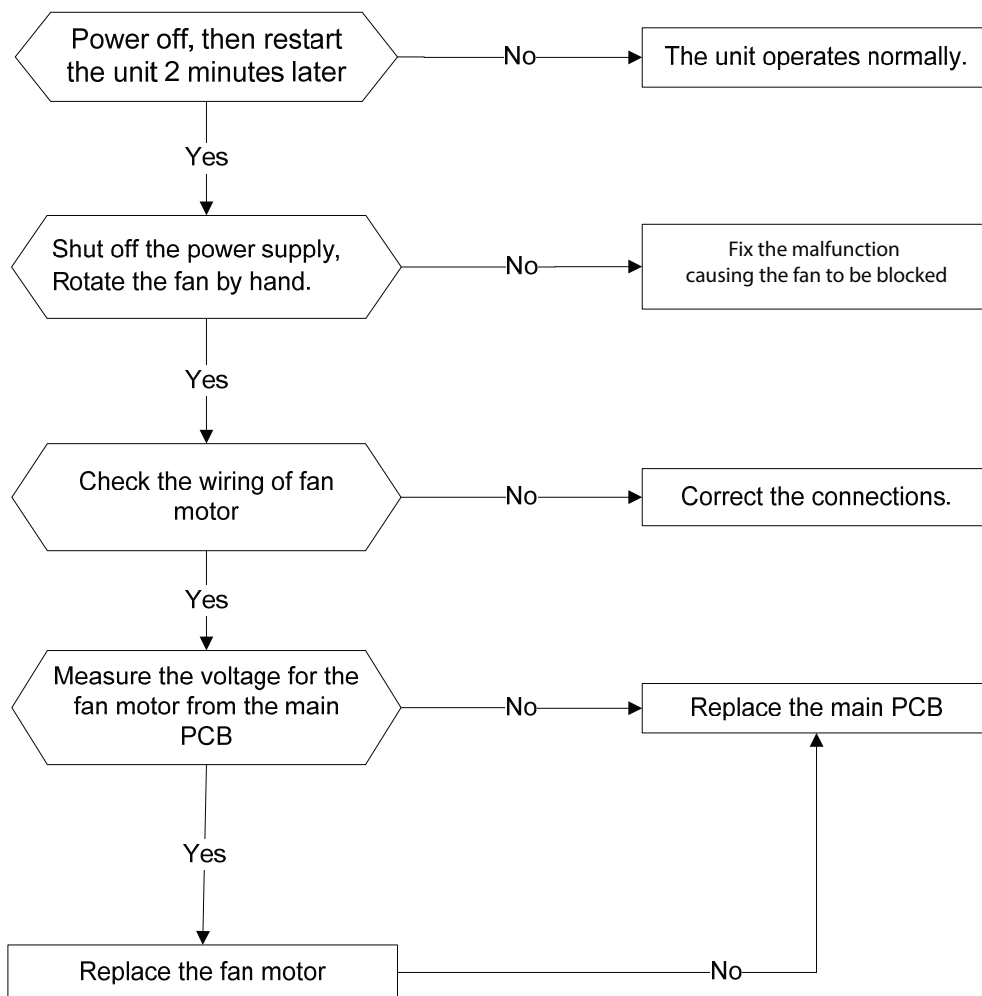 Power off, then restart
the unit 2 minutes later
No
The unit operates normally.
Yes
Shut off the power supply,
Rotate the fan by hand.
No
Fix the malfunction
causing the fan to be blocked
Yes
Check the wiring of fan
motor
No
Correct the connections.
Yes
Measure the voltage for the
fan motor from the main
PCB
No
Replace the main PCB
Yes
Replace the fan motor
No